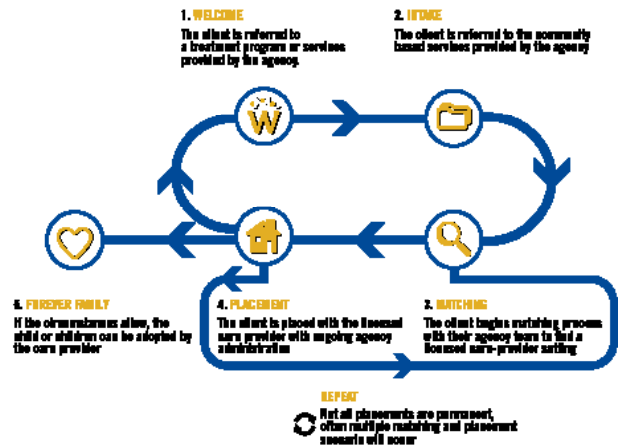 1. WELCOME
The client is referred to
a treatment program or services
provided by the agency.
2. INTAKE
The client is referred to the community
based services provided by the agency
W
5. FOREVER FAMILY
If the circumstances allow, the
child or children can be adopted by
the care provider
4. PLACEMENT
The client is placed with the licensed
care provider with ongoing agency
administration
3. MATCHING
The client begins matching process
with their agency team to find a
licensed care-provider setting
REPEAT
Not all placements are permanent,
often multiple matching and placement
scenario will occur